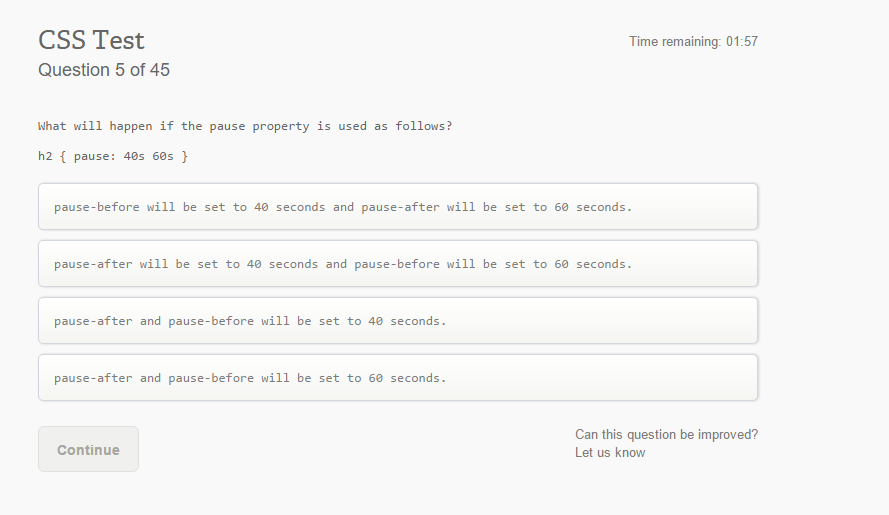 CSS Test
Time remaining: 01:57
Question 5 of 45
What will happen if the pause property is used as follows?
h2 { pause: 40s 60s }
pause-before will be set to 40 seconds and pause-after will be set to 60 seconds.
pause-after will be set to 40 seconds and pause-before will be set to 60 seconds.
pause-after and pause-before will be set to 40 seconds.
pause-after and pause-before will be set to 60 seconds.
Continue
Can this question be improved?
Let us know